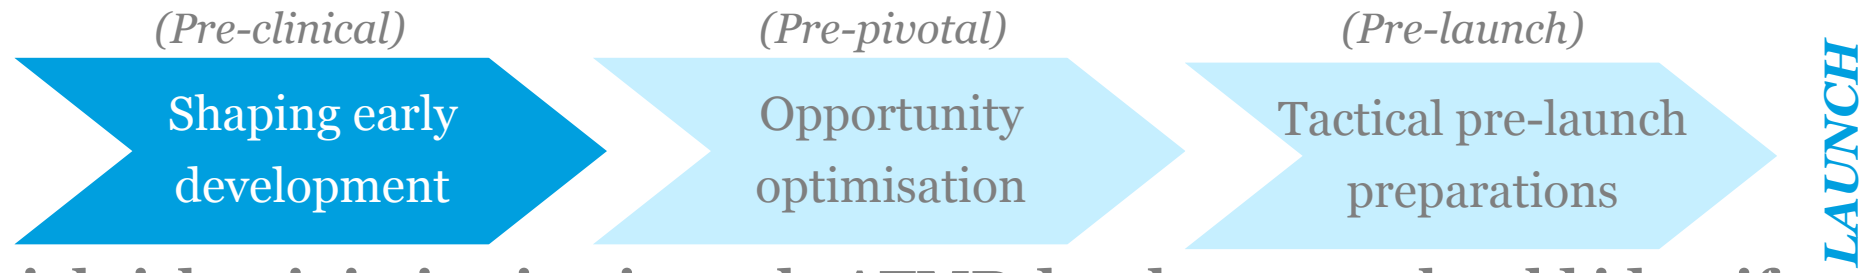 (Pre-clinical)
(Pre-pivotal)
(Pre-launch)
Shaping early
development
Opportunity
optimisation
Tactical pre-launch
preparations
LAUNCH